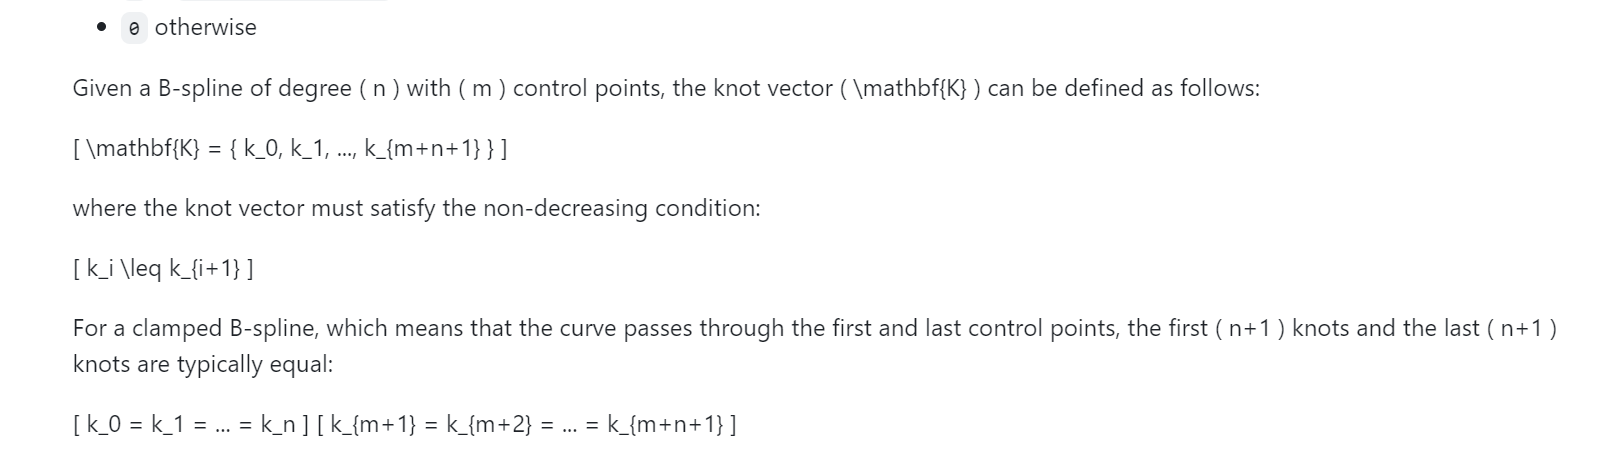 • 0 otherwise
Given a B-spline of degree ( n ) with ( m ) control points, the knot vector ( \mathbf{K} ) can be defined as follows:
[ \mathbf{K} = { k_0, k_1, ..., k_{m+n+1} } ]
where the knot vector must satisfy the non-decreasing condition:
[ k_i \leq k_{i+1} ]
For a clamped B-spline, which means that the curve passes through the first and last control points, the first ( n+1 ) knots and the last ( n+1 )
knots are typically equal:
[ k_0 = k_1 = ... = k_n ] [ k_{m+1} = k_{m+2} = ... = k_{m+n+1} ]